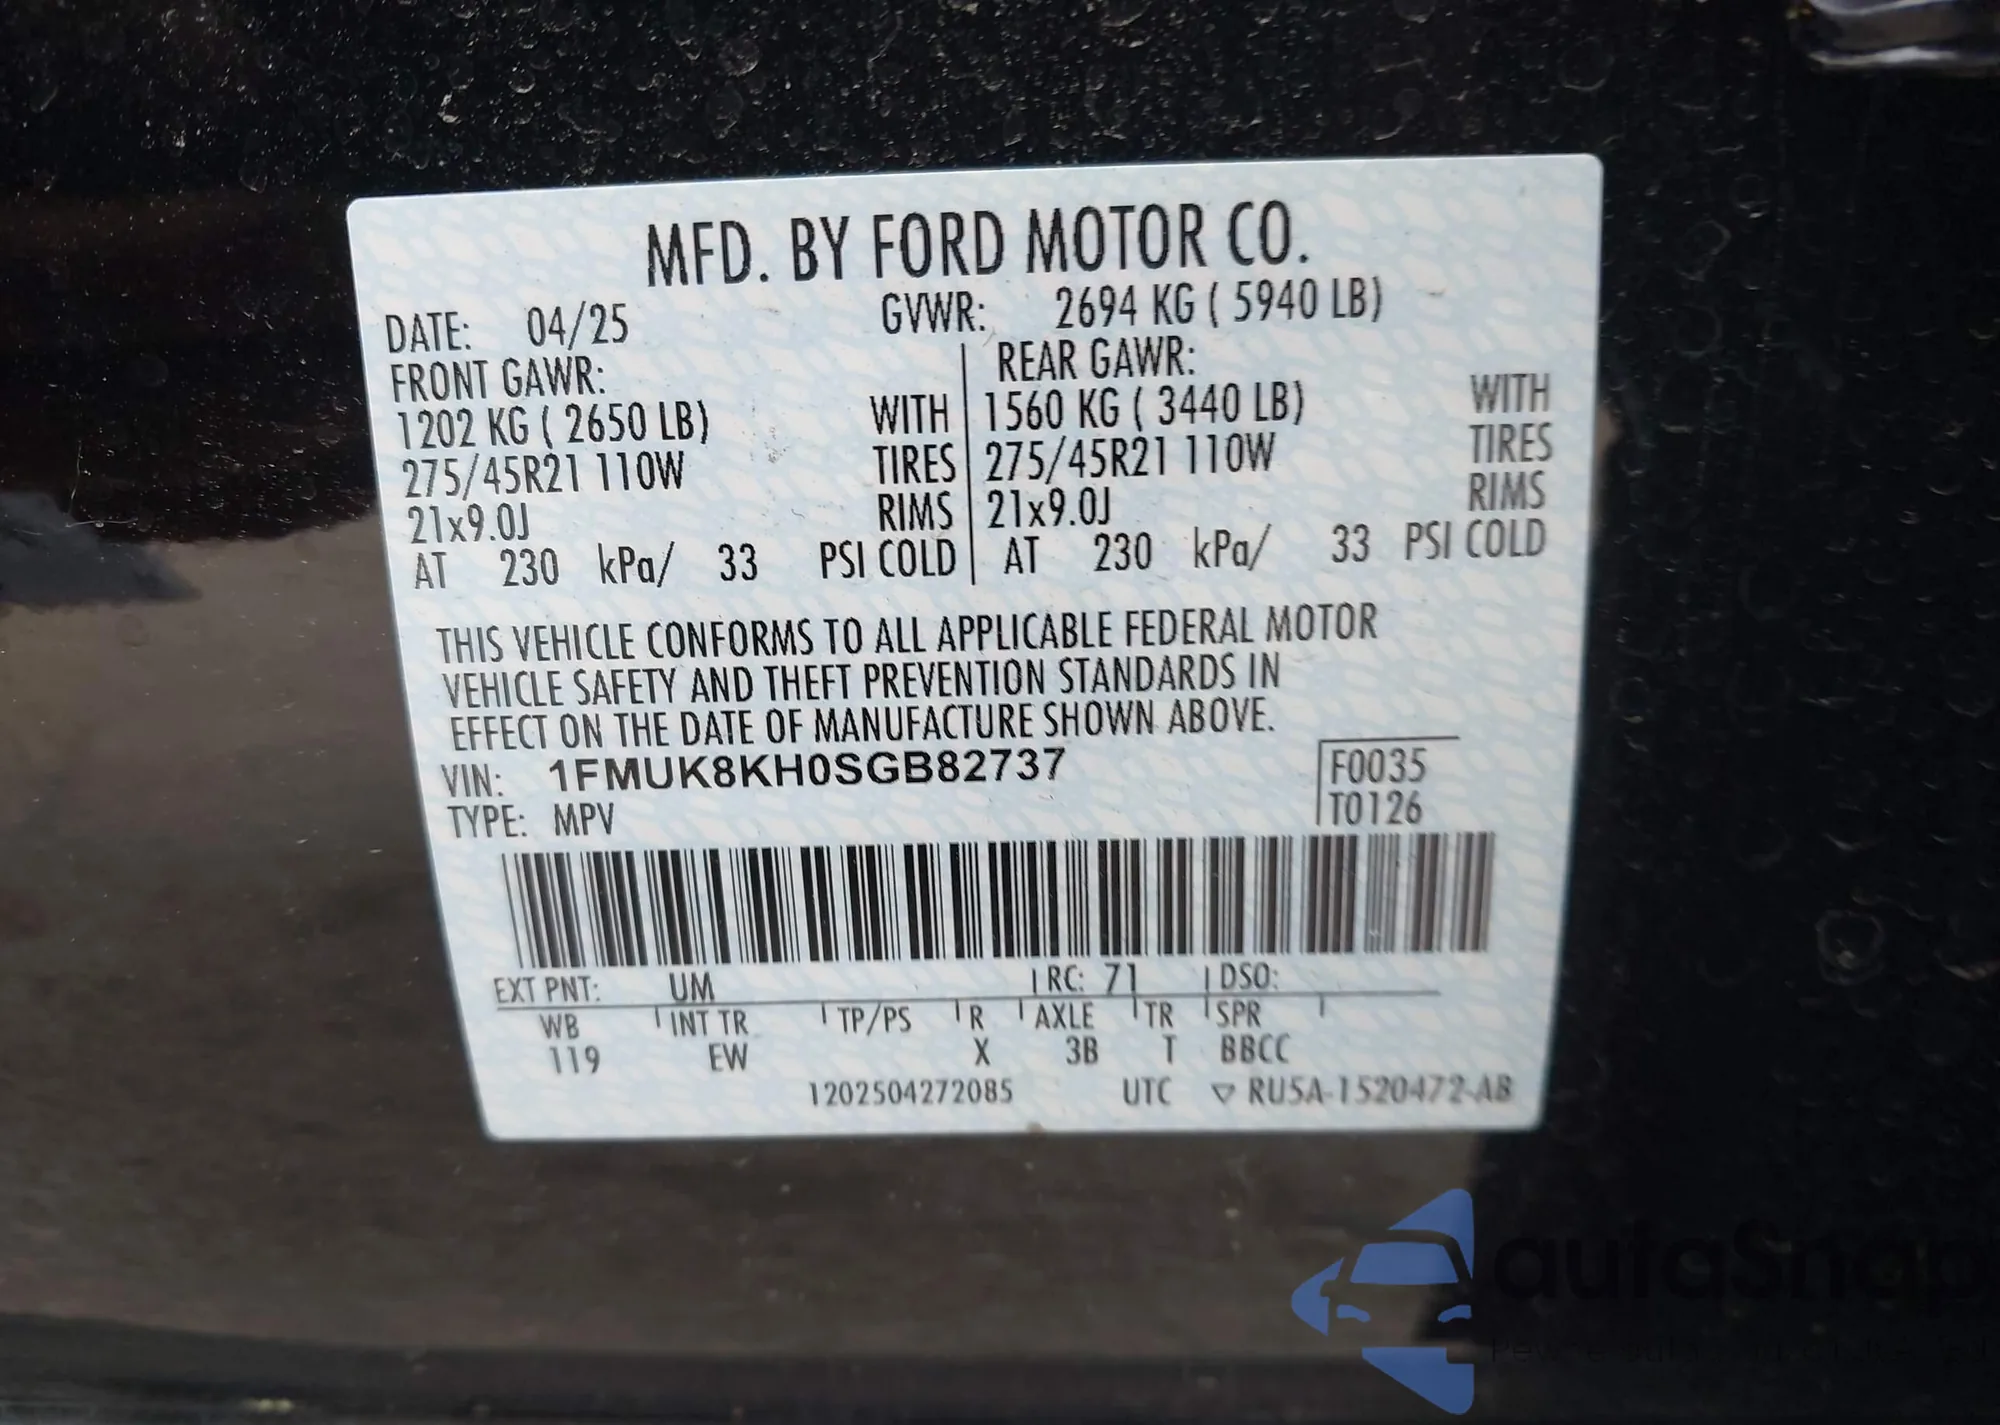 MFD. BY FORD MOTOR CO.
DATE: 04/25 GVWR: 2694 KG ( 5940 LB)
FRONT GAWR: REAR GAWR:
1202 KG ( 2650 LB) WITH 1560 KG ( 3440 LB) WITH
275/45R21 110W TIRES 275/45R21 110W TIRES
21x9.0J RIMS 21x9.0J RIMS
AT 230 kPa/ 33 PSI COLD AT 230 kPa/ 33 PSI COLD
THIS VEHICLE CONFORMS TO ALL APPLICABLE FEDERAL MOTOR
VEHICLE SAFETY AND THEFT PREVENTION STANDARDS IN
EFFECT ON THE DATE OF MANUFACTURE SHOWN ABOVE.
VIN: 1FMUK8KH0SGB82737 F0035
TYPE: MPV T0126
EXT PNT: UM RC: 71 DSO:
WB INT TR TP/PS R AXLE TR SPR
119 EW X 3B T BBCC
1202504272085 UTC ▽ RU5A-1520472-AB
autaSnap